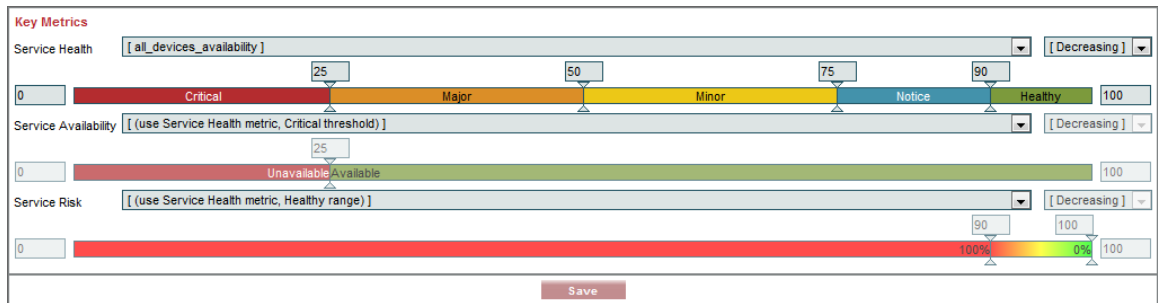 Key Metrics
Service Health [ all_devices_availability ] [ Decreasing ]
25 50 75 90
0 Critical Major Minor Notice Healthy 100
Service Availability [ (use Service Health metric, Critical threshold) ] [ Decreasing ]
25
0 Unavailable Available 100
Service Risk [ (use Service Health metric, Healthy range) ] [ Decreasing ]
90 100
0 100% 0% 100
Save